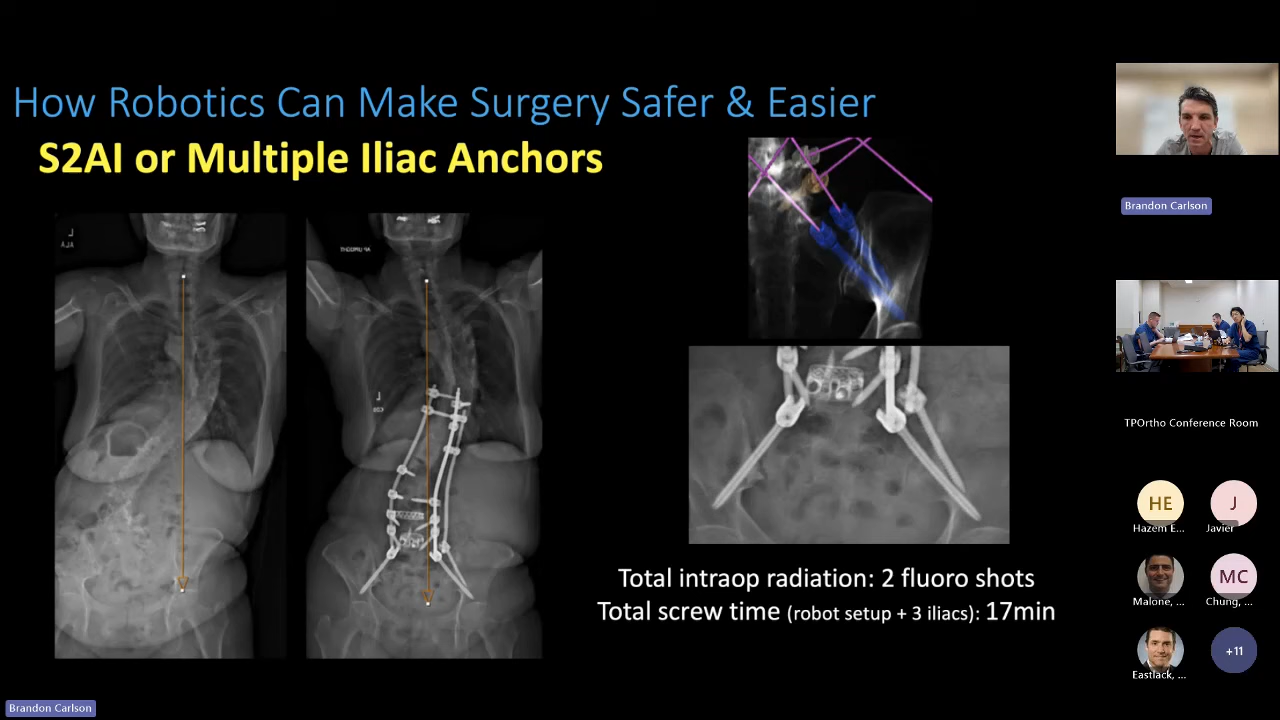 How Robotics Can Make Surgery Safer & Easier
S2AI or Multiple Iliac Anchors
L
L
Total intraop radiation: 2 fluoro shots
Total screw time (robot setup + 3 iliacs): 17min
Brandon Carlson
Brandon Carlson
TPOrtho Conference Room
HE
Hazem E...
J
Javier
Malone, ...
MC
Chung, ...
Eastlack, ...
+11